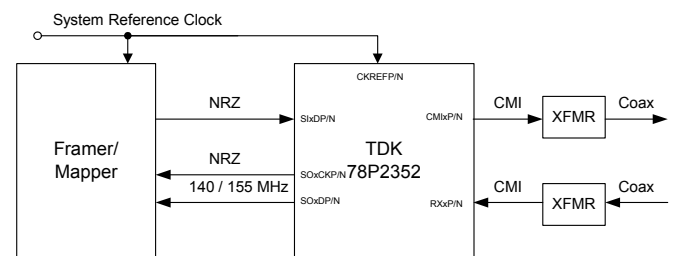 System Reference Clock
CKREFP/N
NRZ
SIxDP/N
CMIxP/N
CMI
XFMR
Coax
Framer/
Mapper
TDK
78P2352
NRZ
SOxCKP/N
140 / 155 MHz
SOxDP/N
RXxP/N
CMI
XFMR
Coax